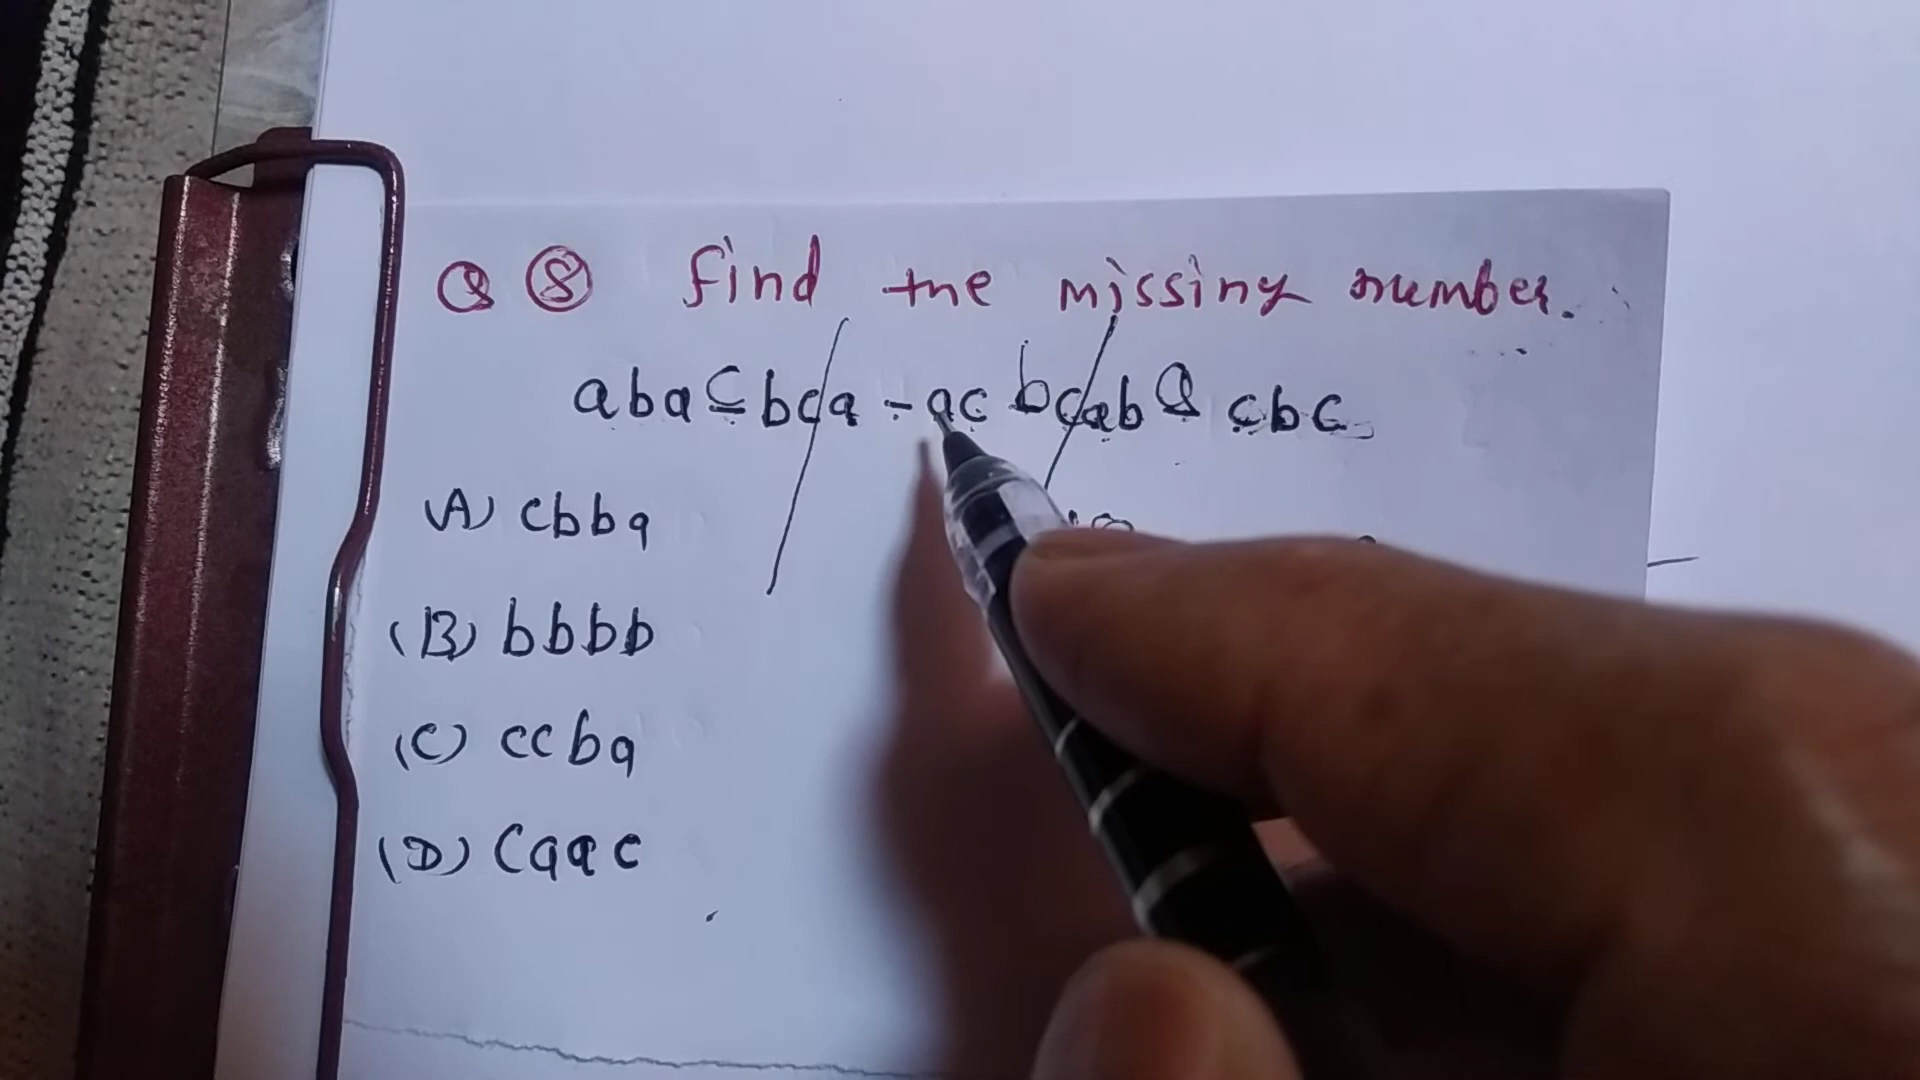 Q 8 find the missing number.
aba c bca - ac bcab a cbc
(A) cbba
(B) bbbb
(C) ccba
(D) caac